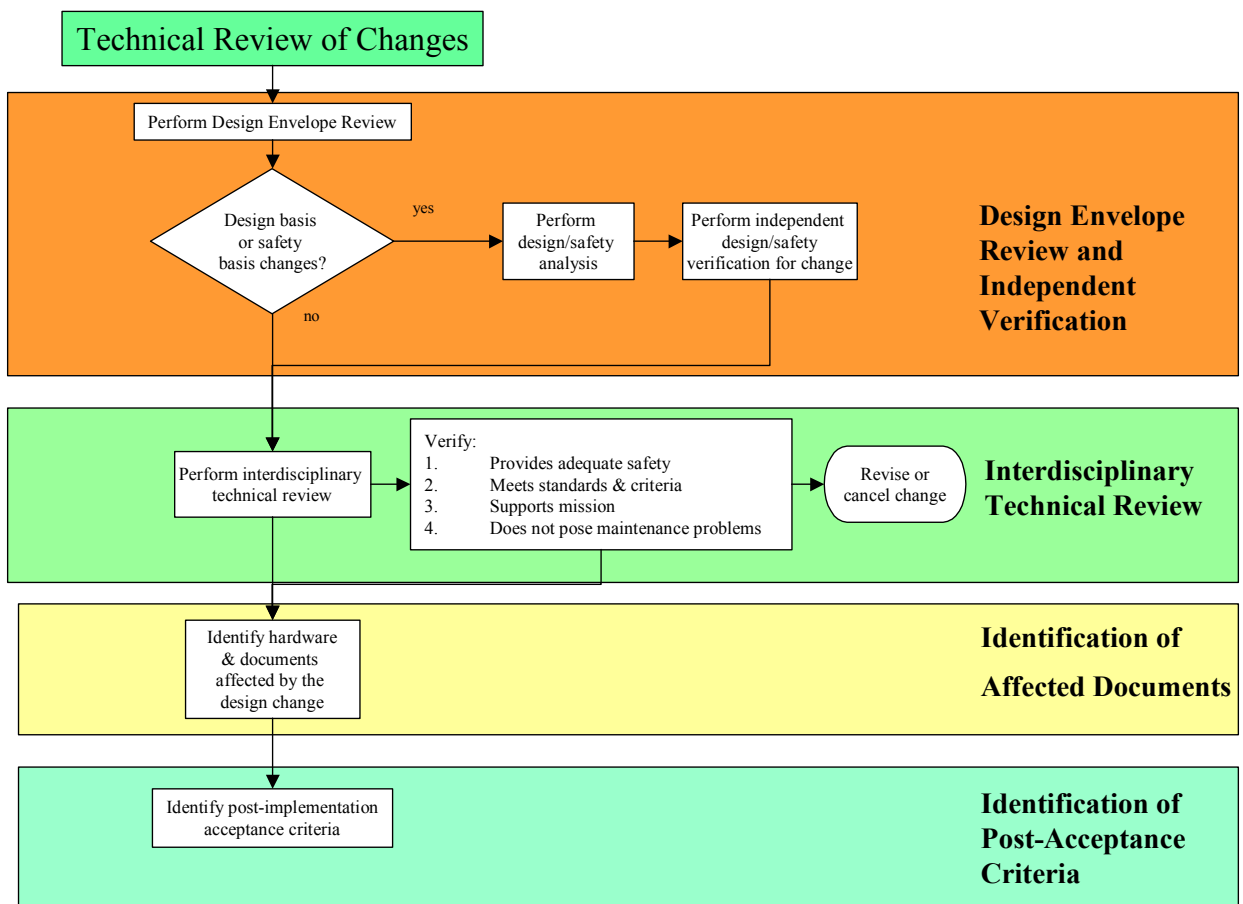 Technical Review of Changes
Perform Design Envelope Review
Design basis
or safety
basis changes?
yes
no
Perform
design/safety
analysis
Perform independent
design/safety
verification for change
Design Envelope
Review and
Independent
Verification
Perform interdisciplinary
technical review
Verify:
1. Provides adequate safety
2. Meets standards & criteria
3. Supports mission
4. Does not pose maintenance problems
Revise or
cancel change
Interdisciplinary
Technical Review
Identify hardware
& documents
affected by the
design change
Identification of
Affected Documents
Identify post-implementation
acceptance criteria
Identification of
Post-Acceptance
Criteria